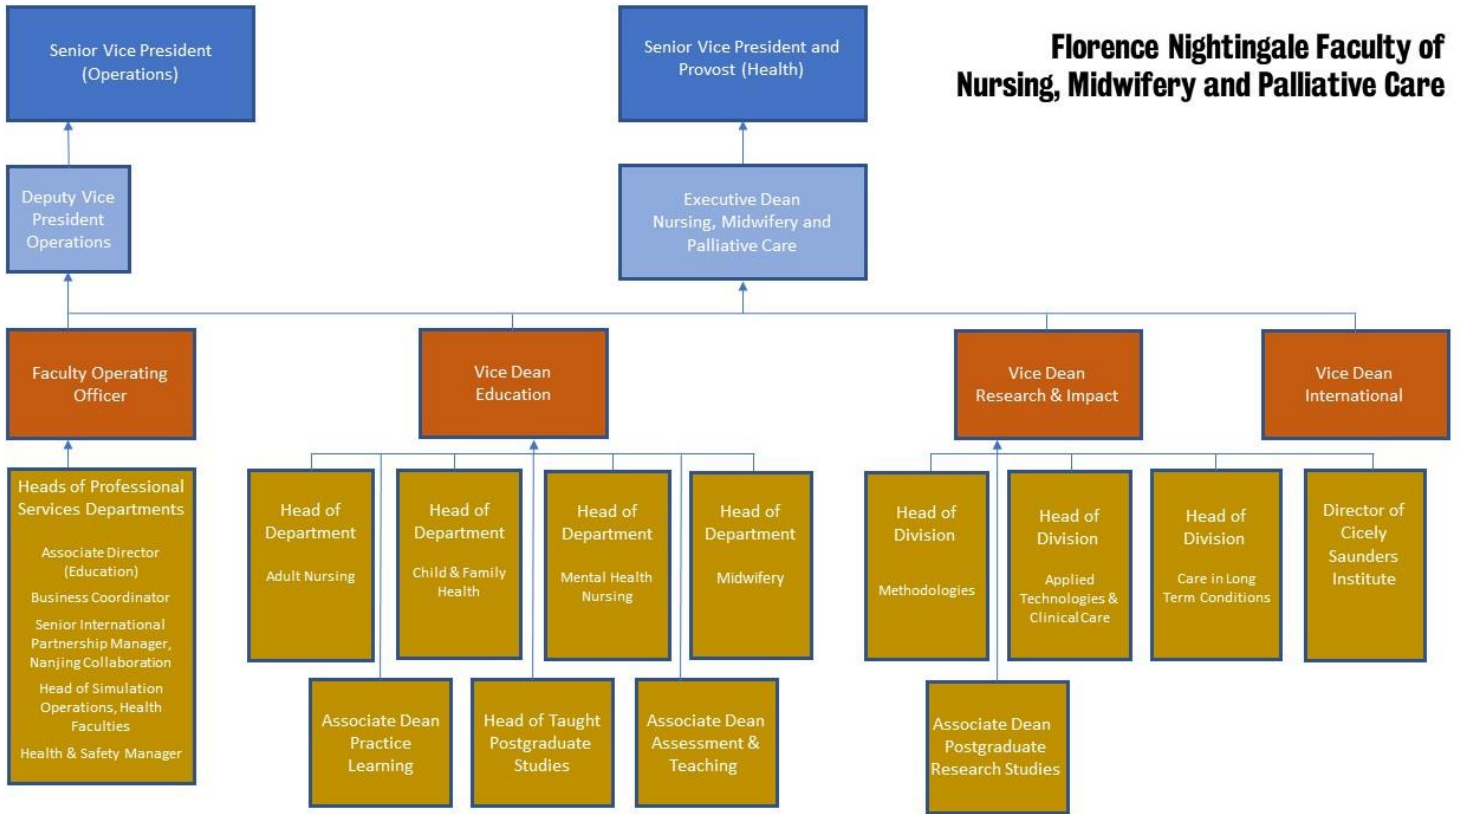 Florence Nightingale Faculty of
Nursing, Midwifery and Palliative Care
Senior Vice President
(Operations)
Senior Vice President and
Provost (Health)
Deputy Vice
President
Operations
Executive Dean
Nursing, Midwifery and
Palliative Care
Faculty Operating
Officer
Vice Dean
Education
Vice Dean
Research & Impact
Vice Dean
International
Heads of Professional
Services Departments
Associate Director
(Education)
Business Coordinator
Senior International
Partnership Manager,
Nanjing Collaboration
Head of Simulation
Operations, Health
Faculties
Health & Safety Manager
Head of
Department
Adult Nursing
Head of
Department
Child & Family
Health
Head of
Department
Mental Health
Nursing
Head of
Department
Midwifery
Head of
Division
Methodologies
Head of
Division
Applied
Technologies &
Clinical Care
Head of
Division
Care in Long
Term Conditions
Director of
Cicely
Saunders
Institute
Associate Dean
Practice
Learning
Head of Taught
Postgraduate
Studies
Associate Dean
Assessment &
Teaching
Associate Dean
Postgraduate
Research Studies